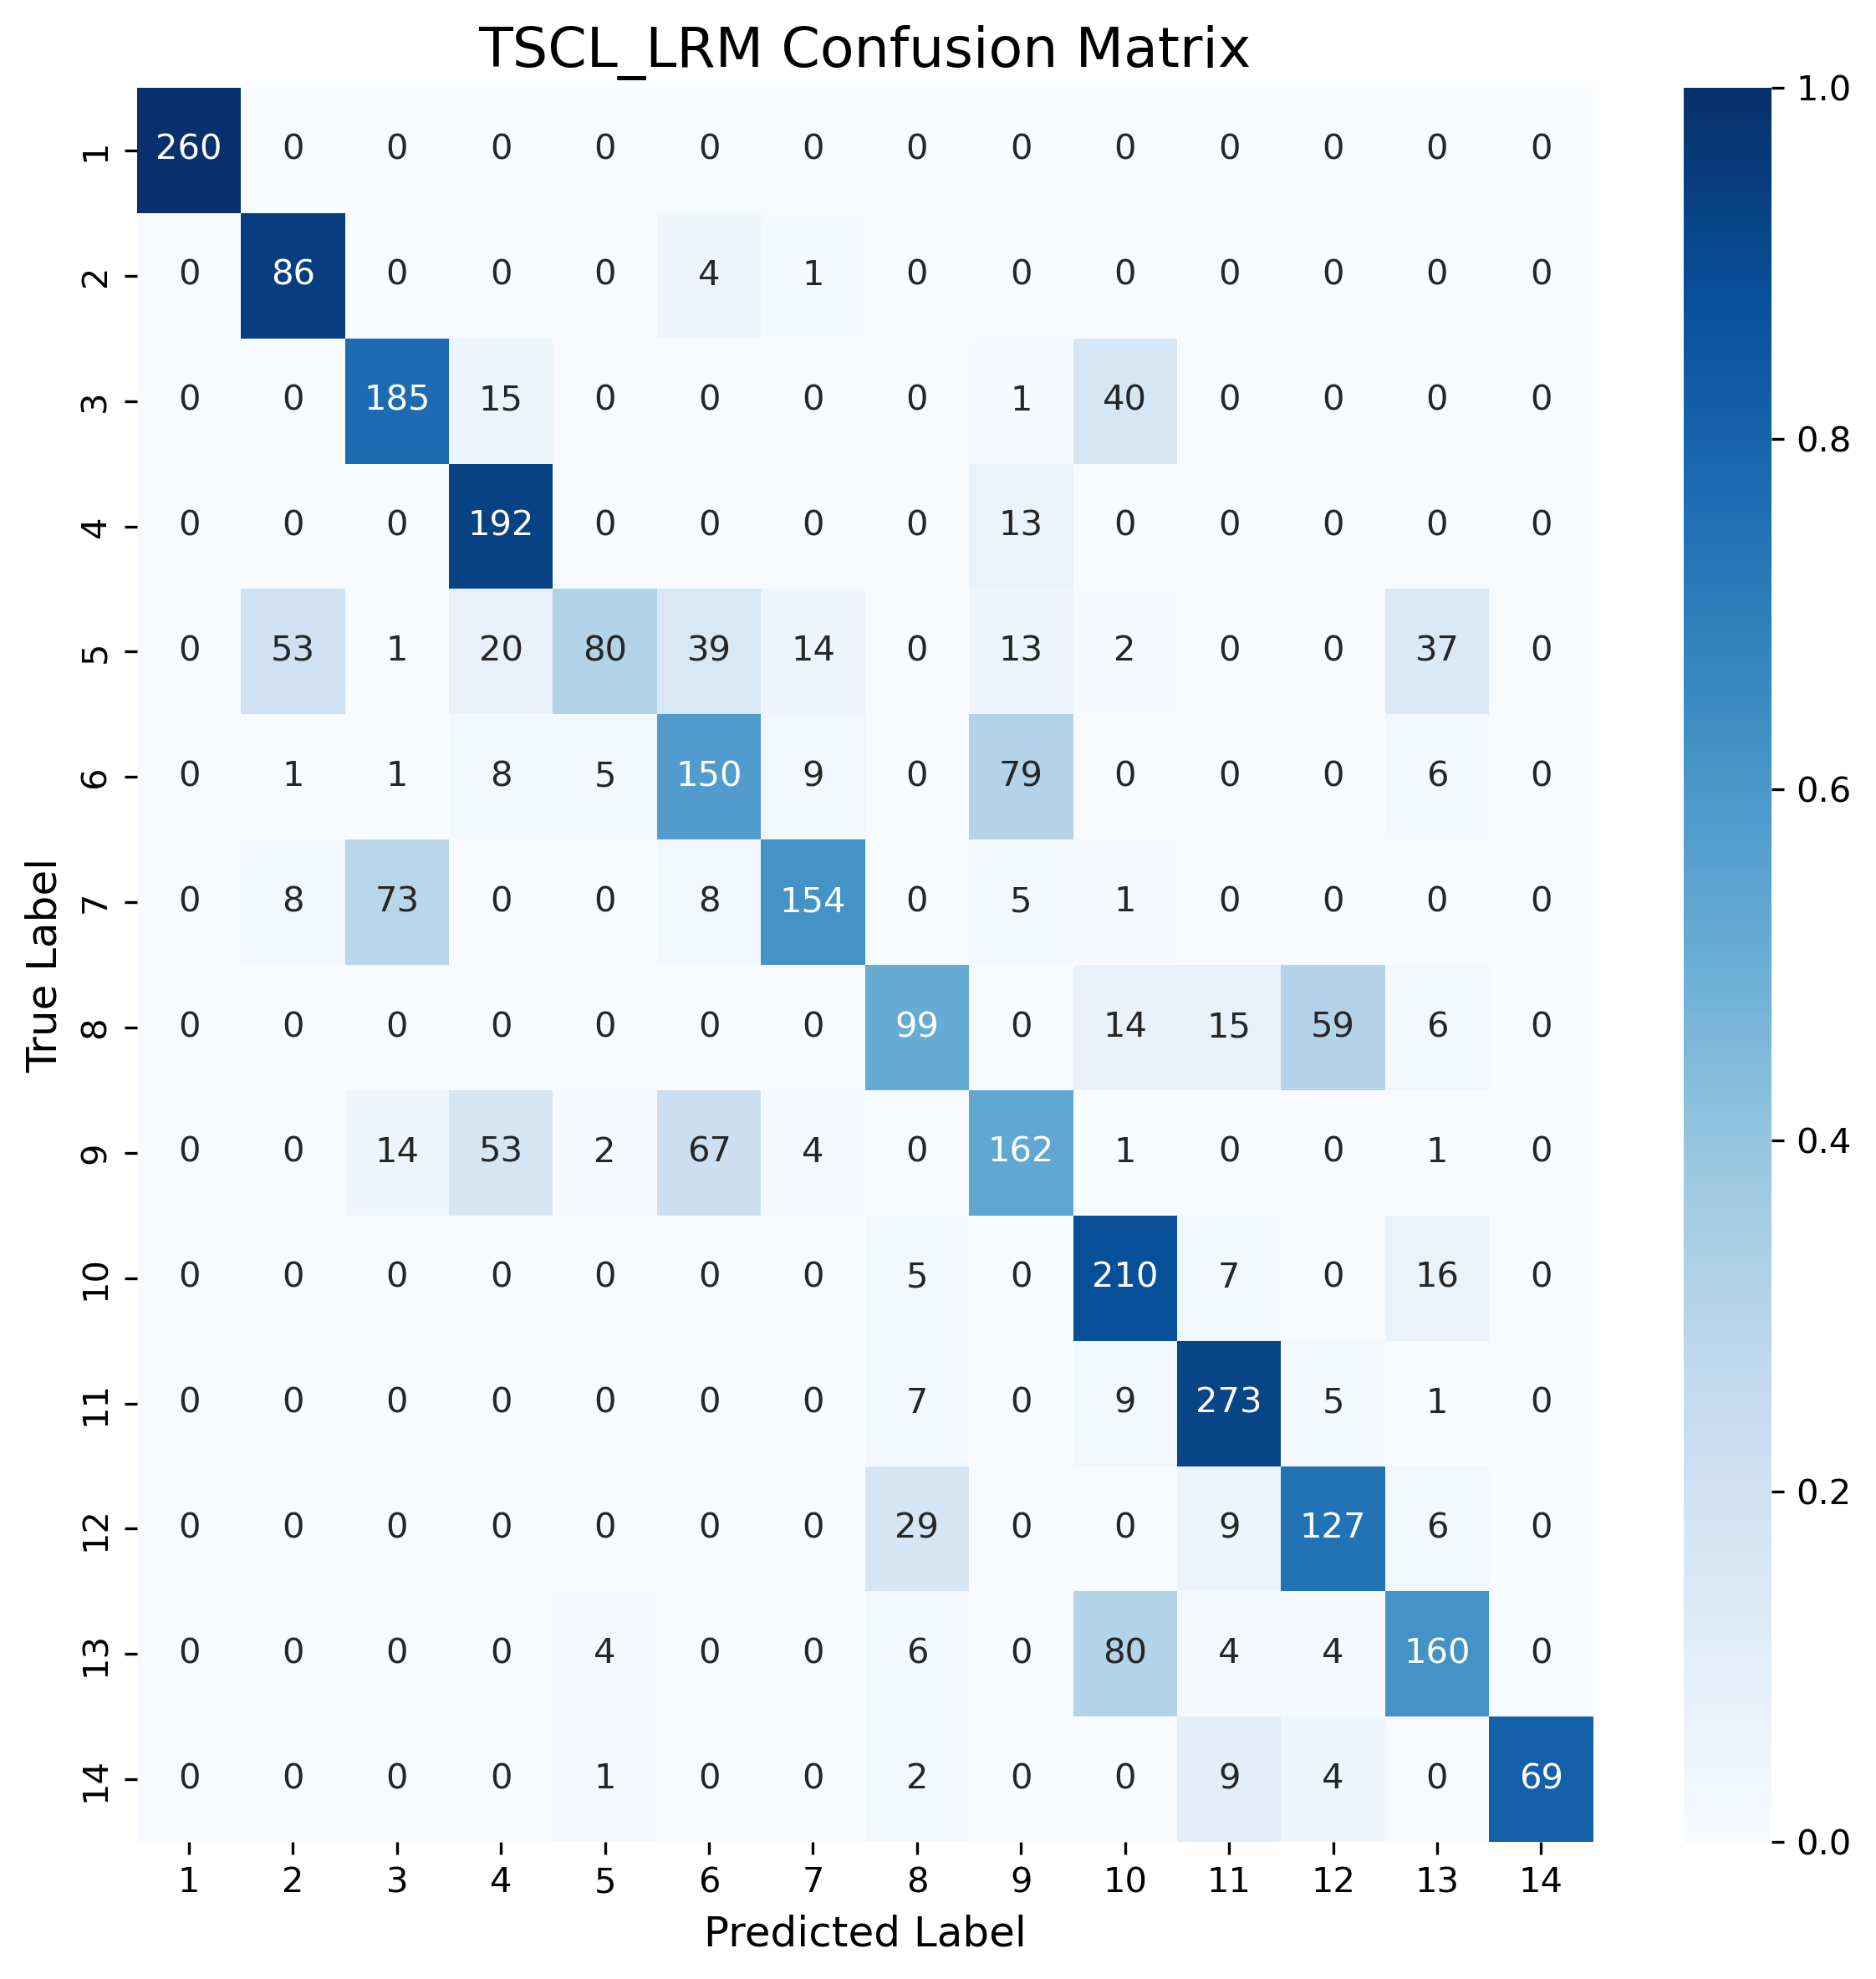 TSCL_LRM Confusion Matrix
1 260 0 0 0 0 0 0 0 0 0 0 0 0 0
2 0 86 0 0 0 4 1 0 0 0 0 0 0 0
3 0 0 185 15 0 0 0 0 1 40 0 0 0 0
4 0 0 0 192 0 0 0 0 13 0 0 0 0 0
5 0 53 1 20 80 39 14 0 13 2 0 0 37 0
6 0 1 1 8 5 150 9 0 79 0 0 0 6 0
7 0 8 73 0 0 8 154 0 5 1 0 0 0 0
8 0 0 0 0 0 0 0 99 0 14 15 59 6 0
9 0 0 14 53 2 67 4 0 162 1 0 0 1 0
10 0 0 0 0 0 0 0 5 0 210 7 0 16 0
11 0 0 0 0 0 0 0 7 0 9 273 5 1 0
12 0 0 0 0 0 0 0 29 0 0 9 127 6 0
13 0 0 0 0 4 0 0 6 0 80 4 4 160 0
14 0 0 0 0 1 0 0 2 0 0 9 4 0 69
1 2 3 4 5 6 7 8 9 10 11 12 13 14
Predicted Label
True Label
1.0
0.8
0.6
0.4
0.2
0.0